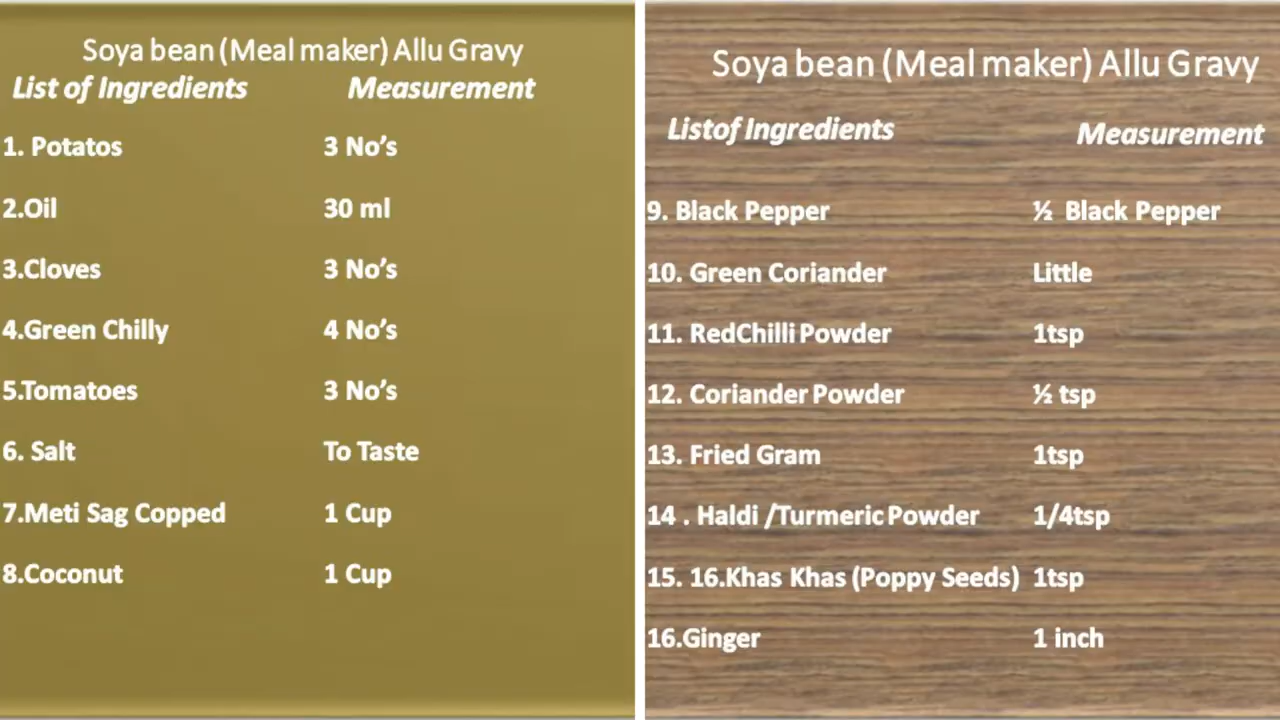 Soya bean (Meal maker) Allu Gravy
List of Ingredients Measurement
1. Potatos 3 No's
2.Oil 30 ml
3.Cloves 3 No's
4.Green Chilly 4 No's
5.Tomatoes 3 No's
6. Salt To Taste
7.Meti Sag Copped 1 Cup
8.Coconut 1 Cup
Soya bean (Meal maker) Allu Gravy
Listof Ingredients Measurement
9. Black Pepper ½ Black Pepper
10. Green Coriander Little
11. RedChilli Powder 1tsp
12. Coriander Powder ½ tsp
13. Fried Gram 1tsp
14 . Haldi /Turmeric Powder 1/4tsp
15. 16.Khas Khas (Poppy Seeds) 1tsp
16.Ginger 1 inch